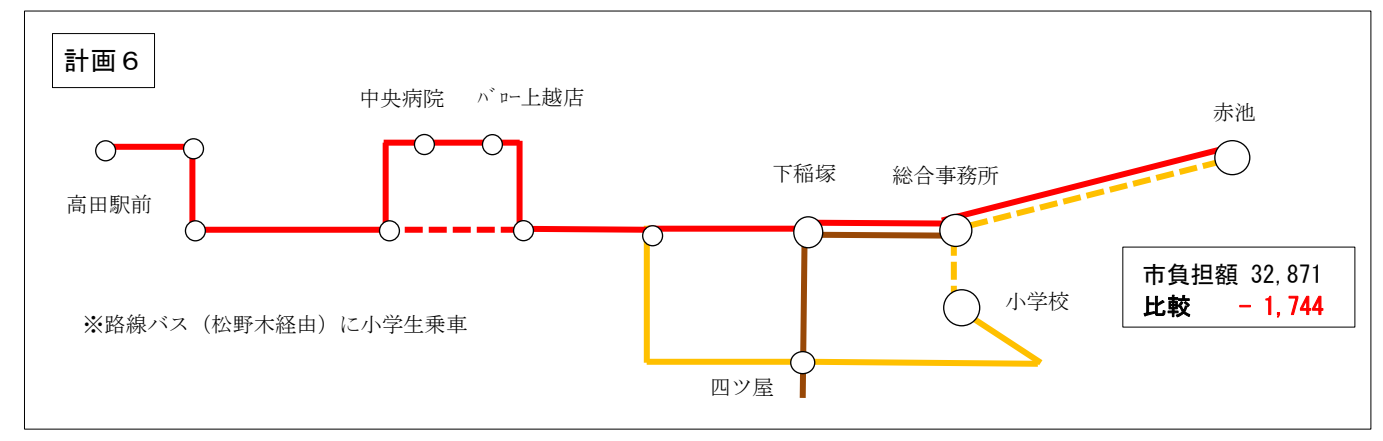 計画６
中央病院
ﾊﾞﾛｰ上越店
赤池
下稲塚
総合事務所
高田駅前
市負担額 32,871
比較 － 1,744
小学校
※路線バス（松野木経由）に小学生乗車
四ツ屋